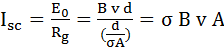 I_sc = E_0/R_g = B v d/(d/σA) = σ B v A